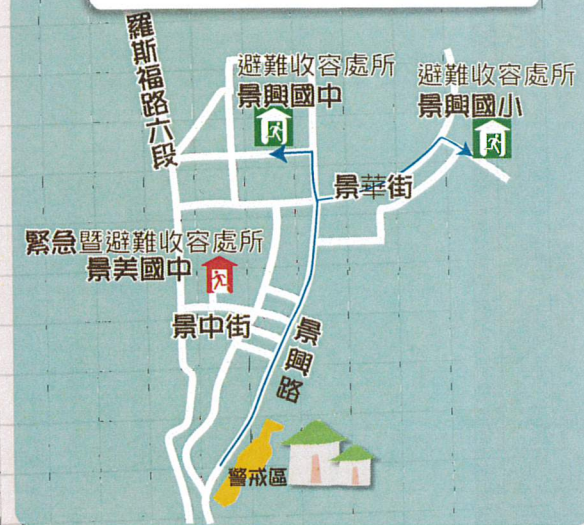 羅斯福路六段
避難收容處所
景興國中
避難收容處所
景興國小
景華街
緊急暨避難收容處所
景美國中
景中街
景興路
警戒區